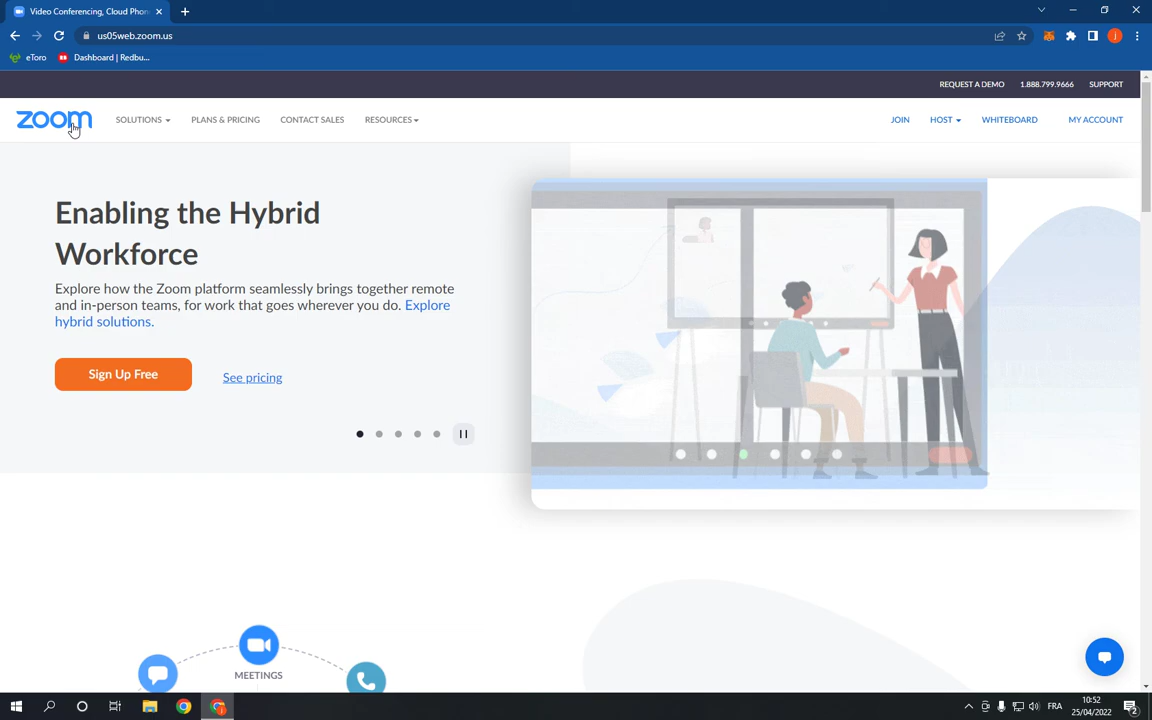 Video Conferencing, Cloud Phon
us05web.zoom.us
eToro
Dashboard | Redbu...
REQUEST A DEMO 1.888.799.9666 SUPPORT
zoom SOLUTIONS PLANS & PRICING CONTACT SALES RESOURCES JOIN HOST WHITEBOARD MY ACCOUNT
Enabling the Hybrid
Workforce
Explore how the Zoom platform seamlessly brings together remote
and in-person teams, for work that goes wherever you do. Explore
hybrid solutions.
Sign Up Free See pricing
MEETINGS
FRA
10:52
25/04/2022
2